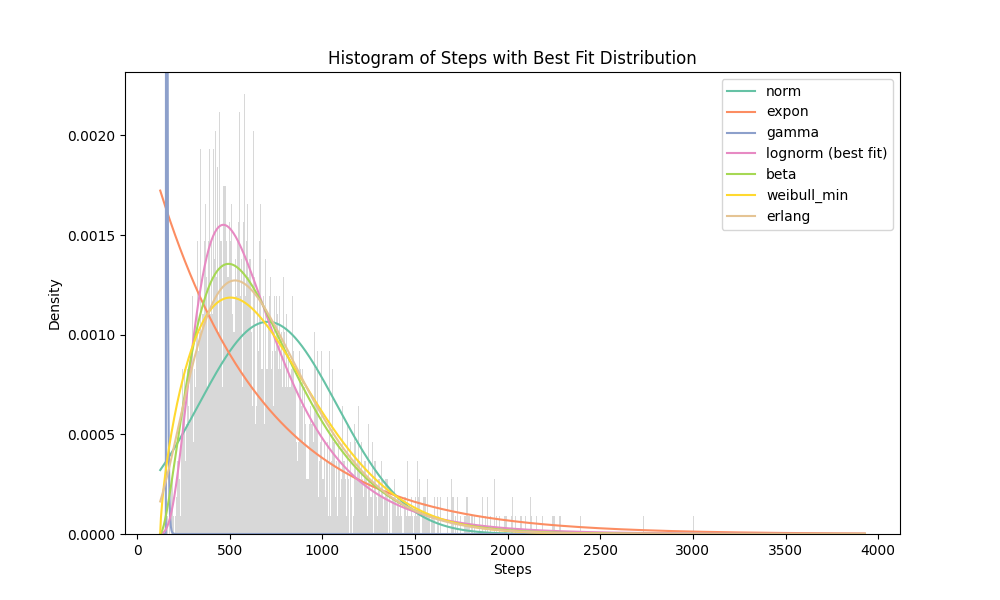 Histogram of Steps with Best Fit Distribution
norm
expon
gamma
lognorm (best fit)
beta
weibull_min
erlang
Density
0.0020
0.0015
0.0010
0.0005
0.0000
0 500 1000 1500 2000 2500 3000 3500 4000
Steps